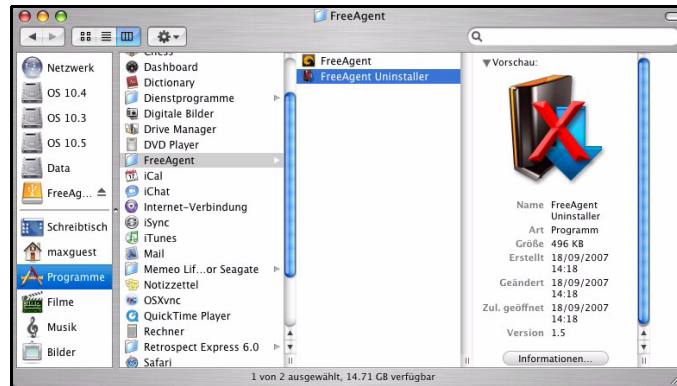 FreeAgent
Netzwerk
OS 10.4
OS 10.3
OS 10.5
Data
FreeAg...
Schreibtisch
maxguest
Programme
Filme
Musik
Bilder
Chess
Dashboard
Dictionary
Dienstprogramme
Digitale Bilder
Drive Manager
DVD Player
FreeAgent
iCal
iChat
Internet-Verbindung
iSync
iTunes
Mail
Memeo Lif...or Seagate
Notizzettel
OSXvnc
QuickTime Player
Rechner
Retrospect Express 6.0
Safari
FreeAgent
FreeAgent Uninstaller
Vorschau:
Name FreeAgent
Uninstaller
Art Programm
Größe 496 KB
Erstellt 18/09/2007
14:18
Geändert 18/09/2007
14:18
Zul. geöffnet 18/09/2007
14:18
Version 1.5
Informationen...
1 von 2 ausgewählt, 14.71 GB verfügbar